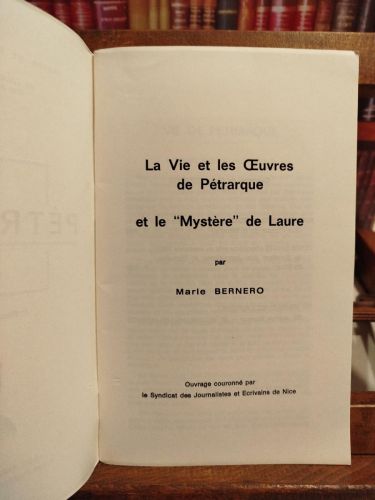 La Vie et les Œuvres
de Pétrarque
et le "Mystère" de Laure
par
Marie BERNERO
Ouvrage couronné par
le Syndicat des Journalistes et Ecrivains de Nice